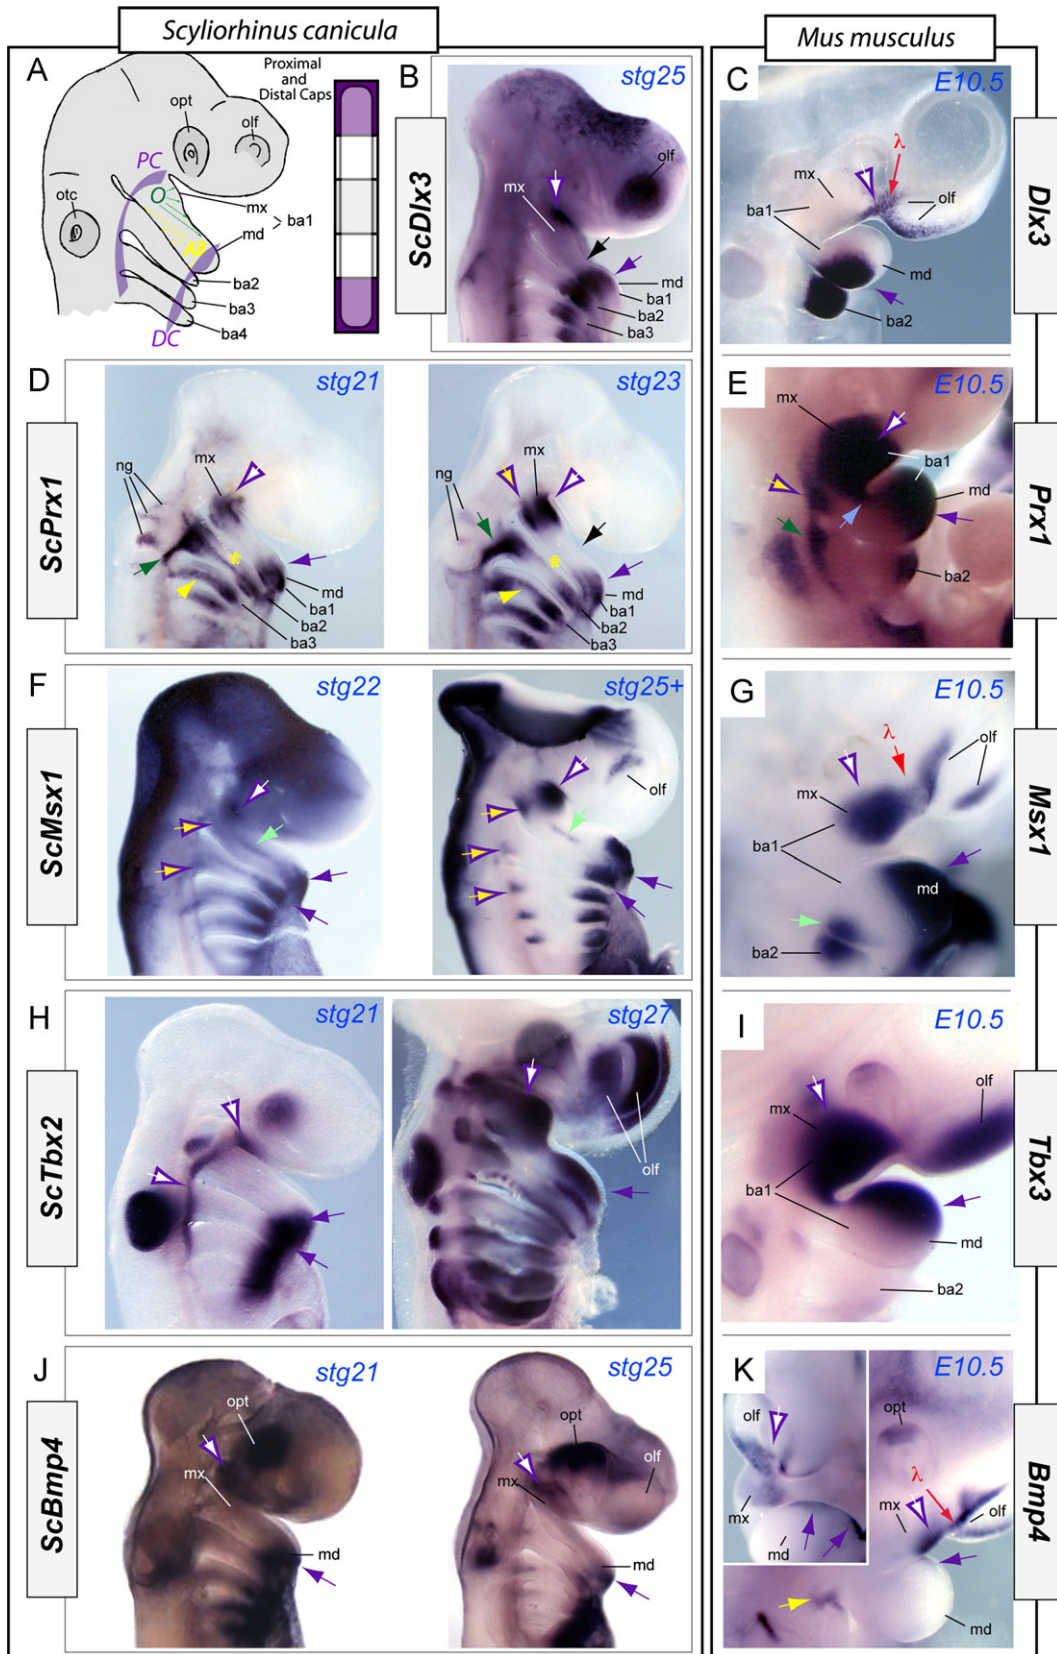 Scyliorhinus canicula
Mus musculus
A
Proximal
and
Distal Caps
opt
olf
PC
O
otc
mx
ba1
md
AB
ba2
ba3
ba4
DC
B
stg25
ScDlx3
olf
mx
md
ba1
ba2
ba3
C
E10.5
Dlx3
λ
mx
olf
ba1
md
ba2
D
stg21
ScPrx1
ng
mx
*
md
ba1
ba2
ba3
stg23
ng
mx
*
md
ba1
ba2
ba3
E
E10.5
Prx1
mx
ba1
md
ba2
F
stg22
ScMsx1
stg25+
olf
G
E10.5
Msx1
λ
olf
mx
ba1
md
ba2
H
stg21
ScTbx2
stg27
olf
I
E10.5
Tbx3
mx
olf
ba1
md
ba2
J
stg21
ScBmp4
opt
mx
md
stg25
opt
mx
olf
md
K
E10.5
Bmp4
olf
mx
md
opt
λ
mx
olf
md